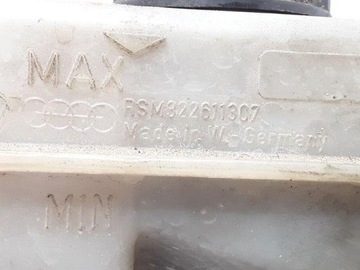 MAX
RSM322611307
Made in W-Germany
MIN